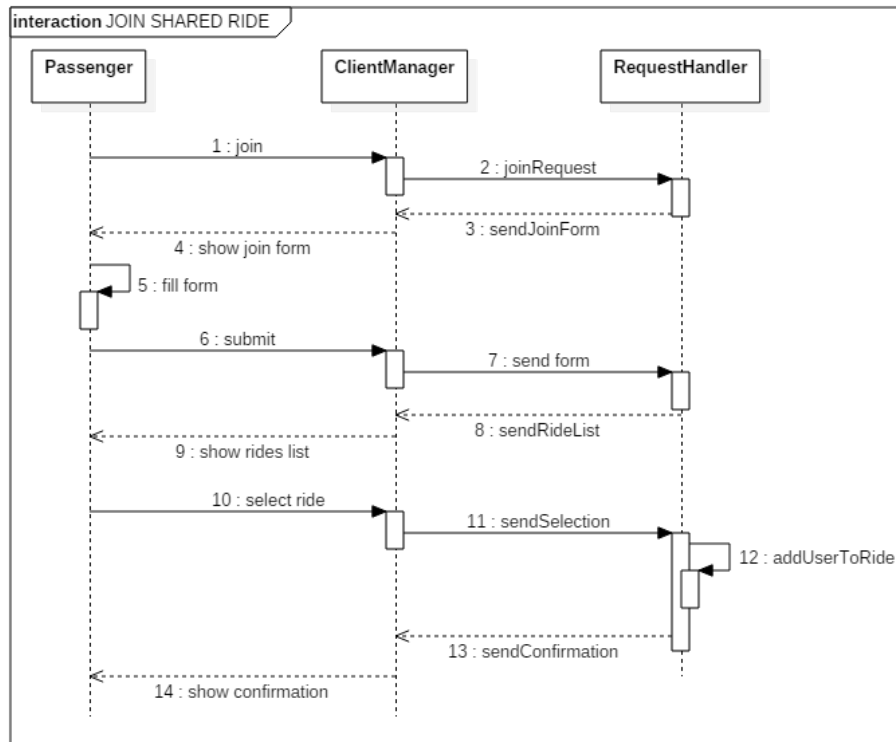 interaction JOIN SHARED RIDE
Passenger
ClientManager
RequestHandler
1 : join
2 : joinRequest
3 : sendJoinForm
4 : show join form
5 : fill form
6 : submit
7 : send form
8 : sendRideList
9 : show rides list
10 : select ride
11 : sendSelection
12 : addUserToRide
13 : sendConfirmation
14 : show confirmation